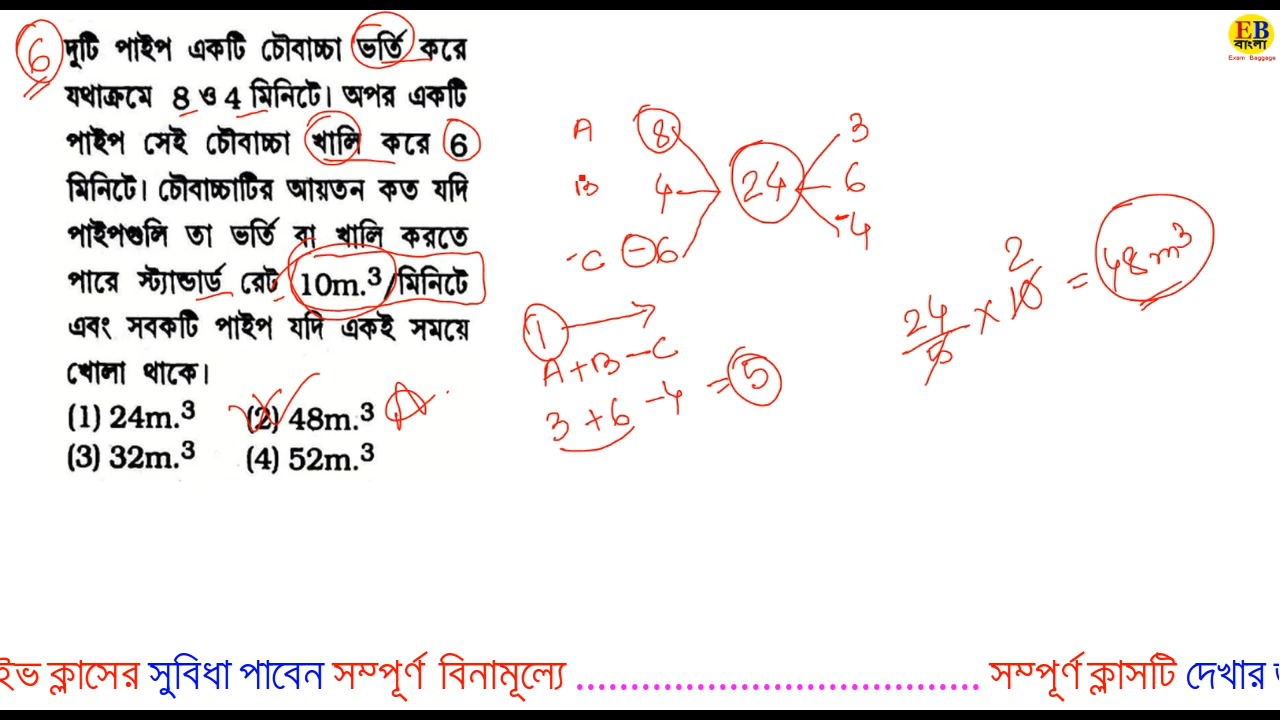 6
দুটি পাইপ একটি চৌবাচ্চা ভর্তি করে
যথাক্রমে 8 ও 4 মিনিটে। অপর একটি
পাইপ সেই চৌবাচ্চা খালি করে 6
মিনিটে। চৌবাচ্চাটির আয়তন কত যদি
পাইপগুলি তা ভর্তি বা খালি করতে
পারে স্ট্যান্ডার্ড রেট 10m.³/মিনিটে
এবং সবকটি পাইপ যদি একই সময়ে
খোলা থাকে।
(1) 24m.³ (2) 48m.³
(3) 32m.³ (4) 52m.³
A 8 3
B 4 24 6
-C -6 -4
1
A+B-C
3 + 6 - 4 = 5
24/5 × 10 = 48m³
2
EB
বাংলা
Exam Baggage
ইভ ক্লাসের সুবিধা পাবেন সম্পূর্ণ বিনামূল্যে ................................... সম্পূর্ণ ক্লাসটি দেখার